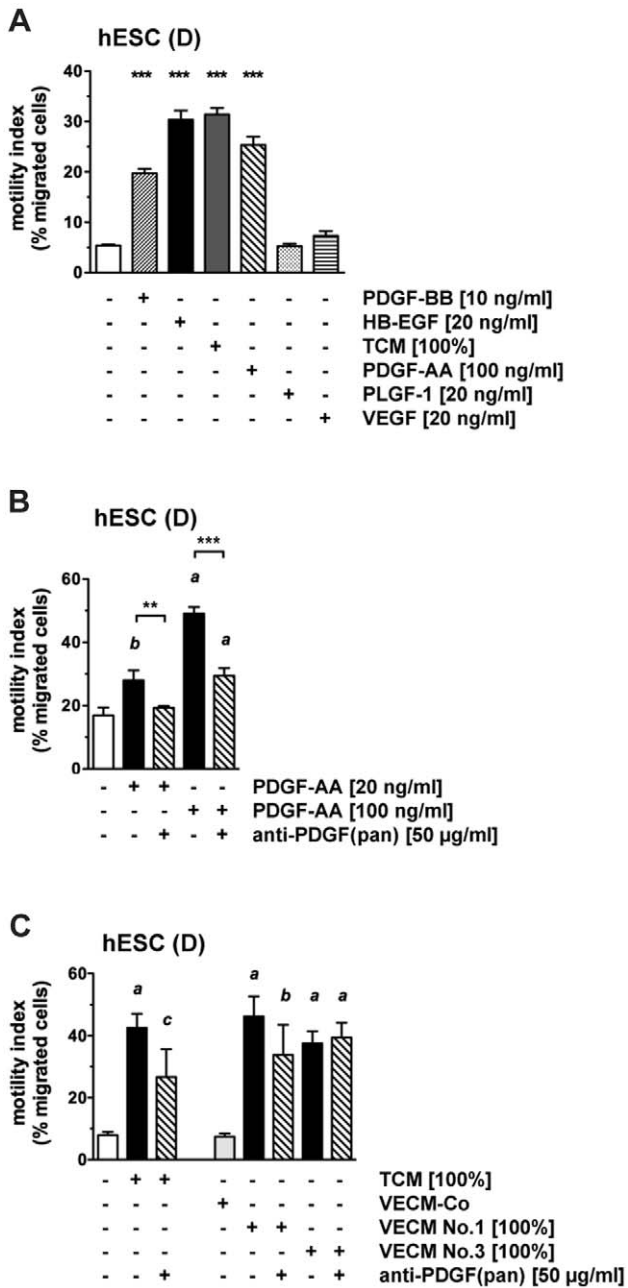 A
hESC (D)
motility index
(% migrated cells)
40
30
20
10
0
*** *** *** ***
- + - - - - - PDGF-BB [10 ng/ml]
- - + - - - - HB-EGF [20 ng/ml]
- - - + - - - TCM [100%]
- - - - + - - PDGF-AA [100 ng/ml]
- - - - - + - PLGF-1 [20 ng/ml]
- - - - - - + VEGF [20 ng/ml]
B
hESC (D)
motility index
(% migrated cells)
60
40
20
0
***
a
**
b
a
- + + - - PDGF-AA [20 ng/ml]
- - - + + PDGF-AA [100 ng/ml]
- - + - + anti-PDGF(pan) [50 µg/ml]
C
hESC (D)
motility index
(% migrated cells)
60
40
20
0
a c a b a a
- + + - - - - - TCM [100%]
- - - + - - - - VECM-Co
- - - - + + - - VECM No.1 [100%]
- - - - - - + + VECM No.3 [100%]
- - + - - + - + anti-PDGF(pan) [50 µg/ml]